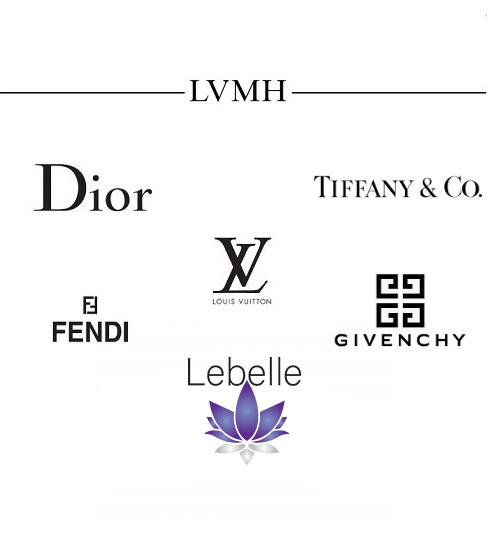 LVMH
Dior
TIFFANY & CO.
LOUIS VUITTON
FENDI
GIVENCHY
Lebelle